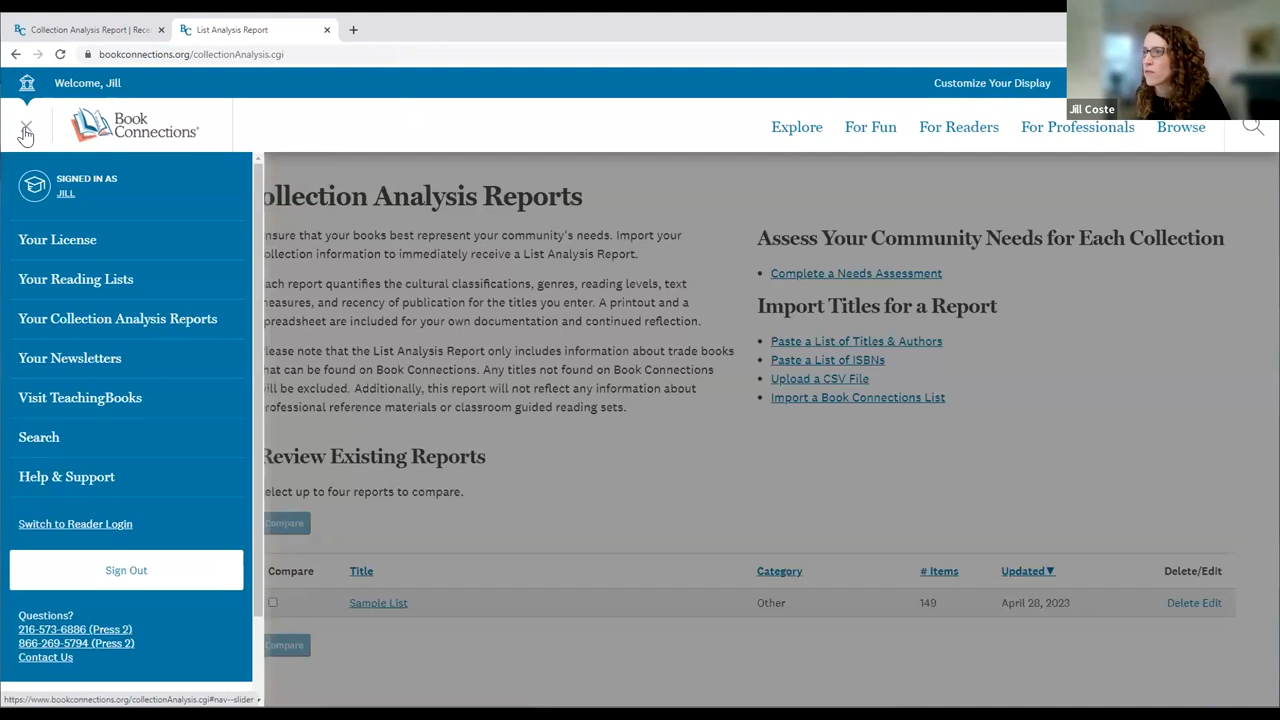 Collection Analysis Report | Rece
List Analysis Report
bookconnections.org/collectionAnalysis.cgi
Welcome, Jill
Customize Your Display
Jill Coste
Book
Connections
Explore
For Fun
For Readers
For Professionals
Browse
SIGNED IN AS
JILL
Your License
Your Reading Lists
Your Collection Analysis Reports
Your Newsletters
Visit TeachingBooks
Search
Help & Support
Switch to Reader Login
Sign Out
Questions?
216-573-6886 (Press 2)
866-269-5794 (Press 2)
Contact Us
https://www.bookconnections.org/collectionAnalysis.cgi#nav--slider
ollection Analysis Reports
nsure that your books best represent your community's needs. Import your
ollection information to immediately receive a List Analysis Report.
ach report quantifies the cultural classifications, genres, reading levels, text
measures, and recency of publication for the titles you enter. A printout and a
preadsheet are included for your own documentation and continued reflection.
lease note that the List Analysis Report only includes information about trade books
hat can be found on Book Connections. Any titles not found on Book Connections
ill be excluded. Additionally, this report will not reflect any information about
rofessional reference materials or classroom guided reading sets.
Assess Your Community Needs for Each Collection
• Complete a Needs Assessment
Import Titles for a Report
• Paste a List of Titles & Authors
• Paste a List of ISBNs
• Upload a CSV File
• Import a Book Connections List
Review Existing Reports
elect up to four reports to compare.
Compare
Compare Title Category # Items Updated▼ Delete/Edit
Sample List Other 149 April 28, 2023 Delete Edit
Compare